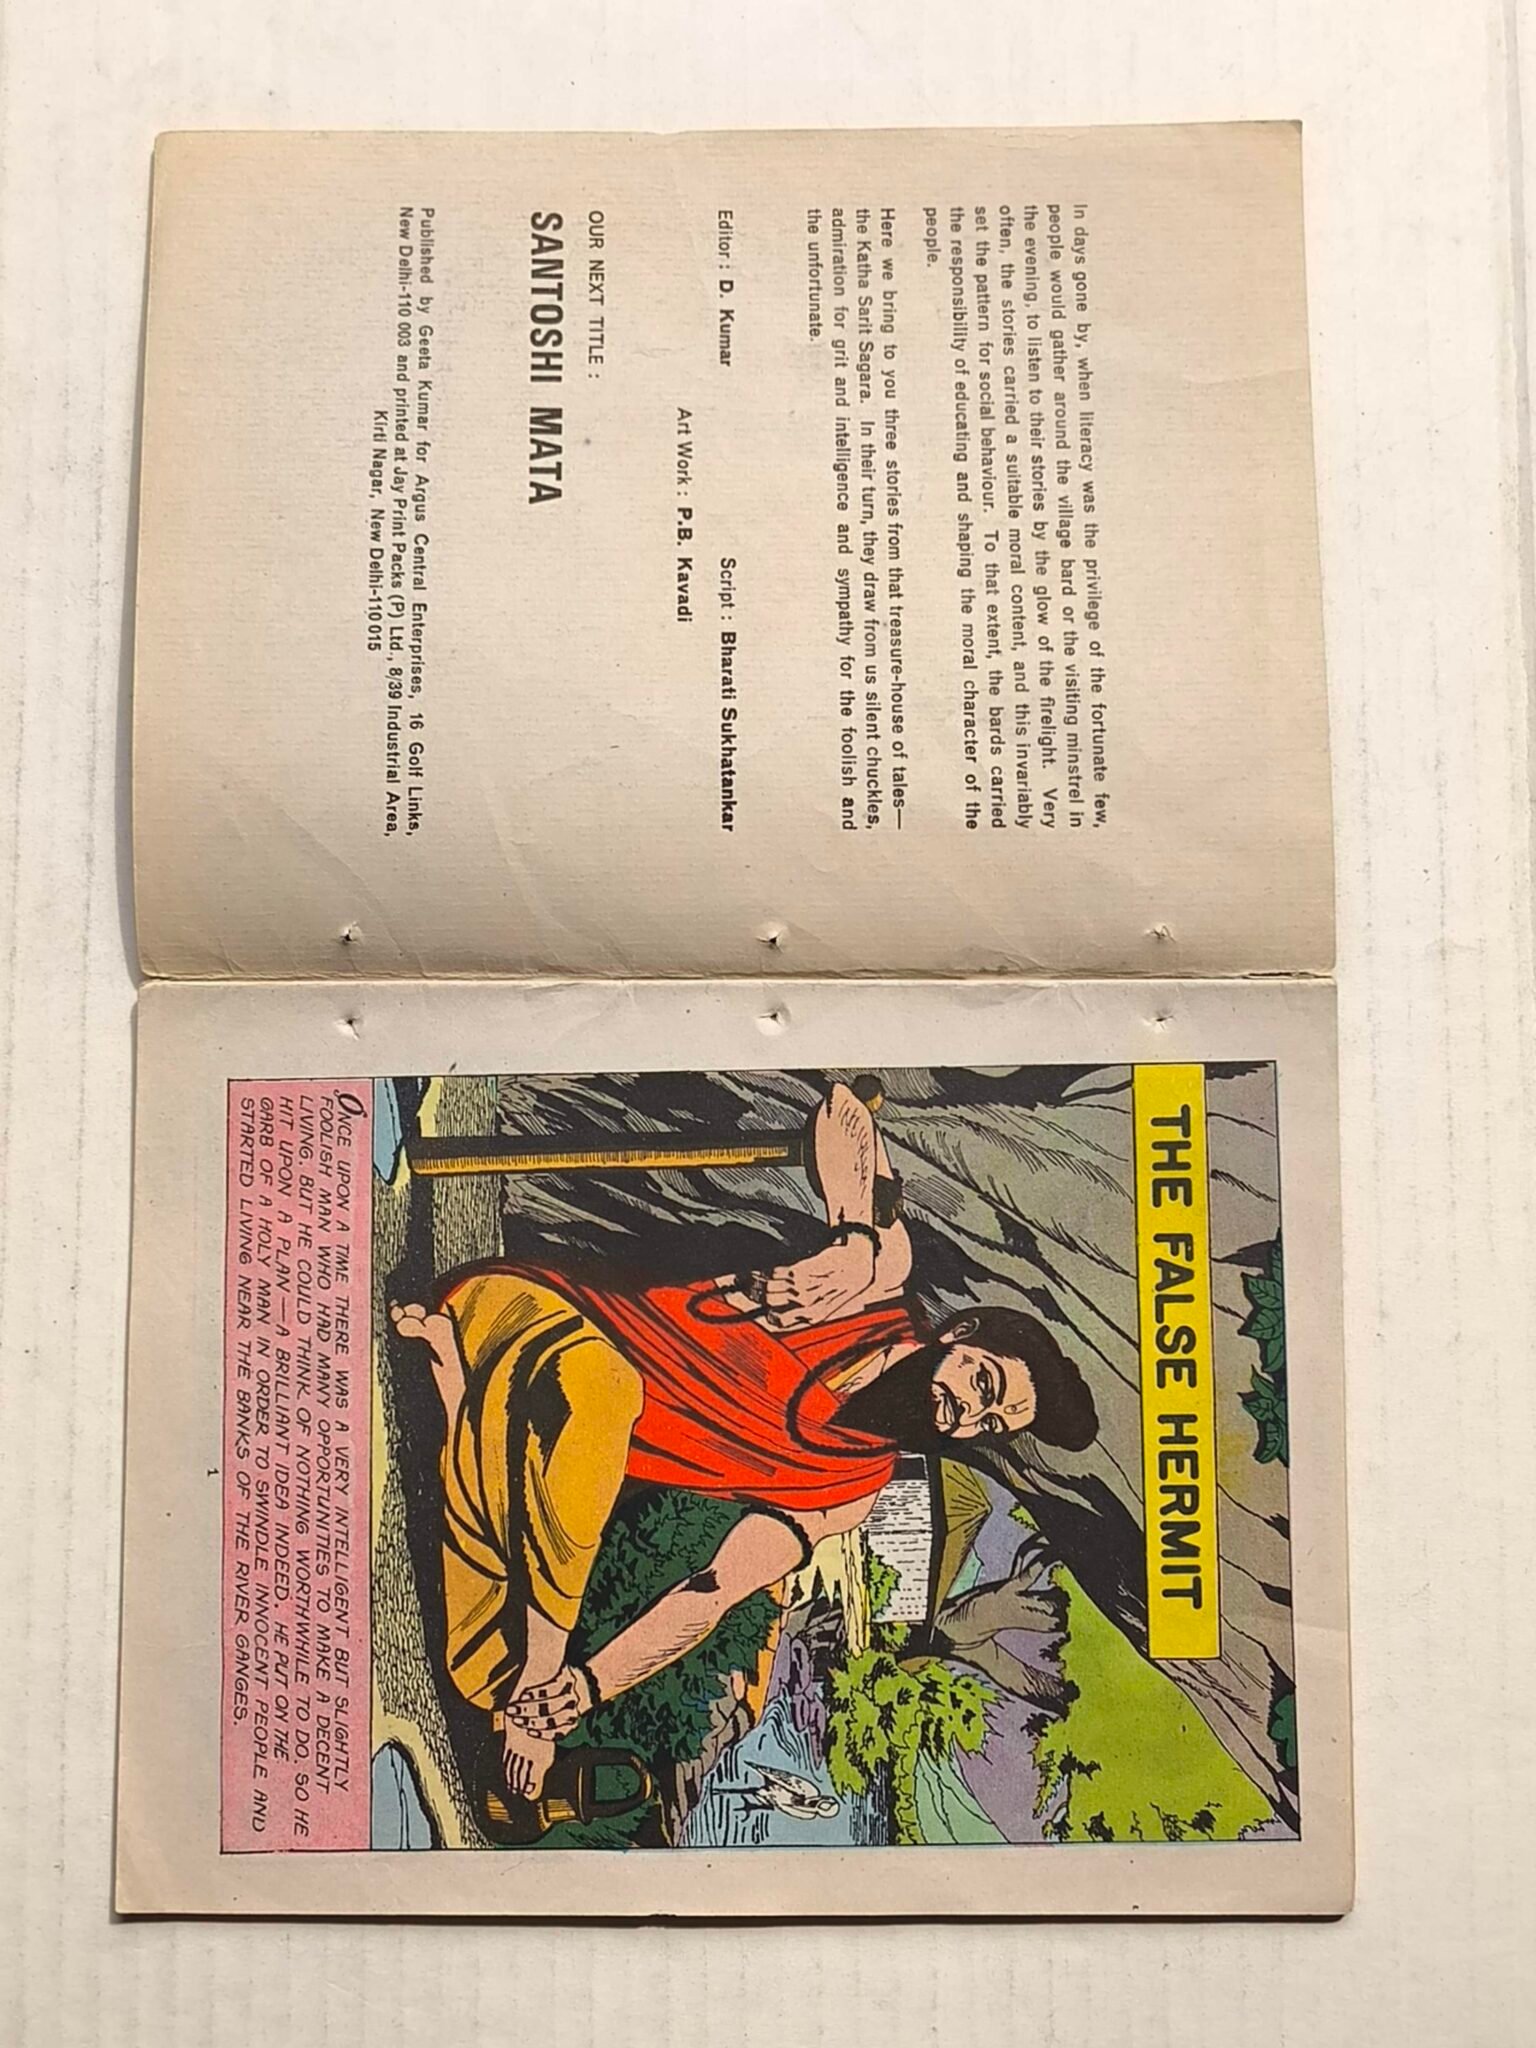 In days gone by, when literacy was the privilege of the fortunate few,
people would gather around the village bard or the visiting minstrel in
the evening, to listen to their stories by the glow of the firelight. Very
often, the stories carried a suitable moral content, and this invariably
set the pattern for social behaviour. To that extent, the bards carried
the responsibility of educating and shaping the moral character of the
people.
Here we bring to you three stories from that treasure-house of tales—
the Katha Sarit Sagara. In their turn, they draw from us silent chuckles,
admiration for grit and intelligence and sympathy for the foolish and
the unfortunate.
Editor : D. Kumar Script : Bharati Sukhatankar
Art Work : P.B. Kavadi
OUR NEXT TITLE :
SANTOSHI MATA
Published by Geeta Kumar for Argus Central Enterprises, 16 Golf Links,
New Delhi-110 003 and printed at Jay Print Packs (P) Ltd., 8/39 Industrial Area,
Kirti Nagar, New Delhi-110 015
THE FALSE HERMIT
ONCE UPON A TIME THERE WAS A VERY INTELLIGENT BUT SLIGHTLY
FOOLISH MAN WHO HAD MANY OPPORTUNITIES TO MAKE A DECENT
LIVING. BUT HE COULD THINK OF NOTHING WORTHWHILE TO DO. SO HE
HIT UPON A PLAN — A BRILLIANT IDEA INDEED. HE PUT ON THE
GARB OF A HOLY MAN IN ORDER TO SWINDLE INNOCENT PEOPLE AND
STARTED LIVING NEAR THE BANKS OF THE RIVER GANGES.
1